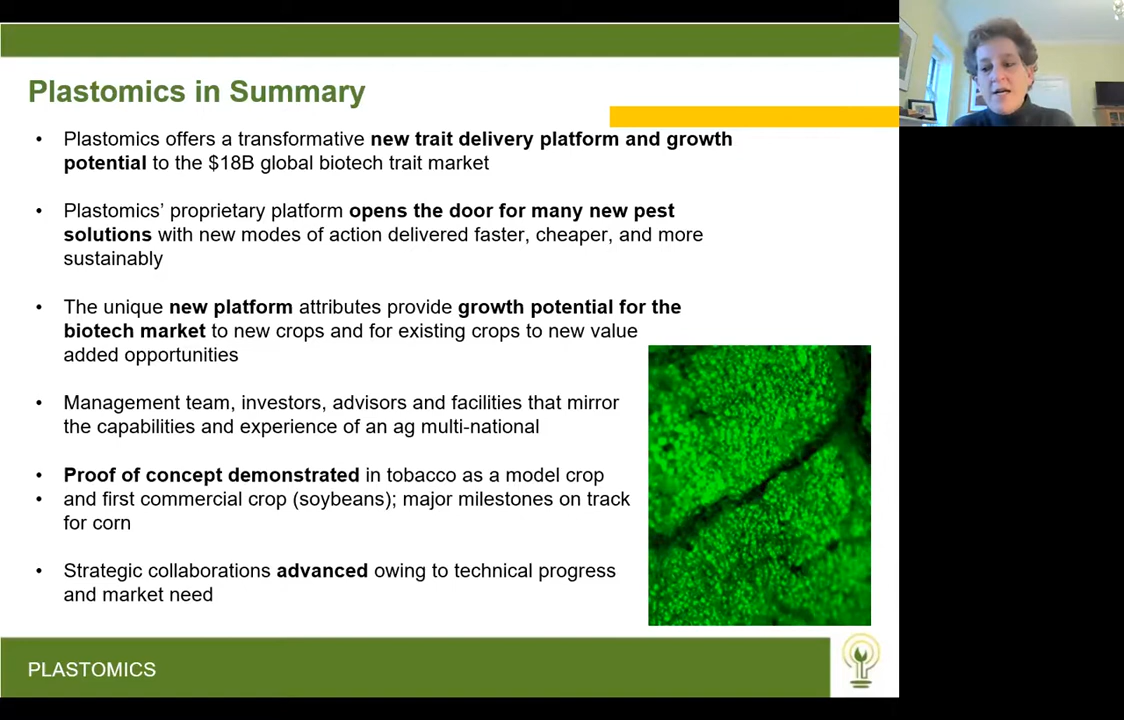 Plastomics in Summary
• Plastomics offers a transformative new trait delivery platform and growth
potential to the $18B global biotech trait market
• Plastomics’ proprietary platform opens the door for many new pest
solutions with new modes of action delivered faster, cheaper, and more
sustainably
• The unique new platform attributes provide growth potential for the
biotech market to new crops and for existing crops to new value
added opportunities
• Management team, investors, advisors and facilities that mirror
the capabilities and experience of an ag multi-national
• Proof of concept demonstrated in tobacco as a model crop
• and first commercial crop (soybeans); major milestones on track
for corn
• Strategic collaborations advanced owing to technical progress
and market need
PLASTOMICS